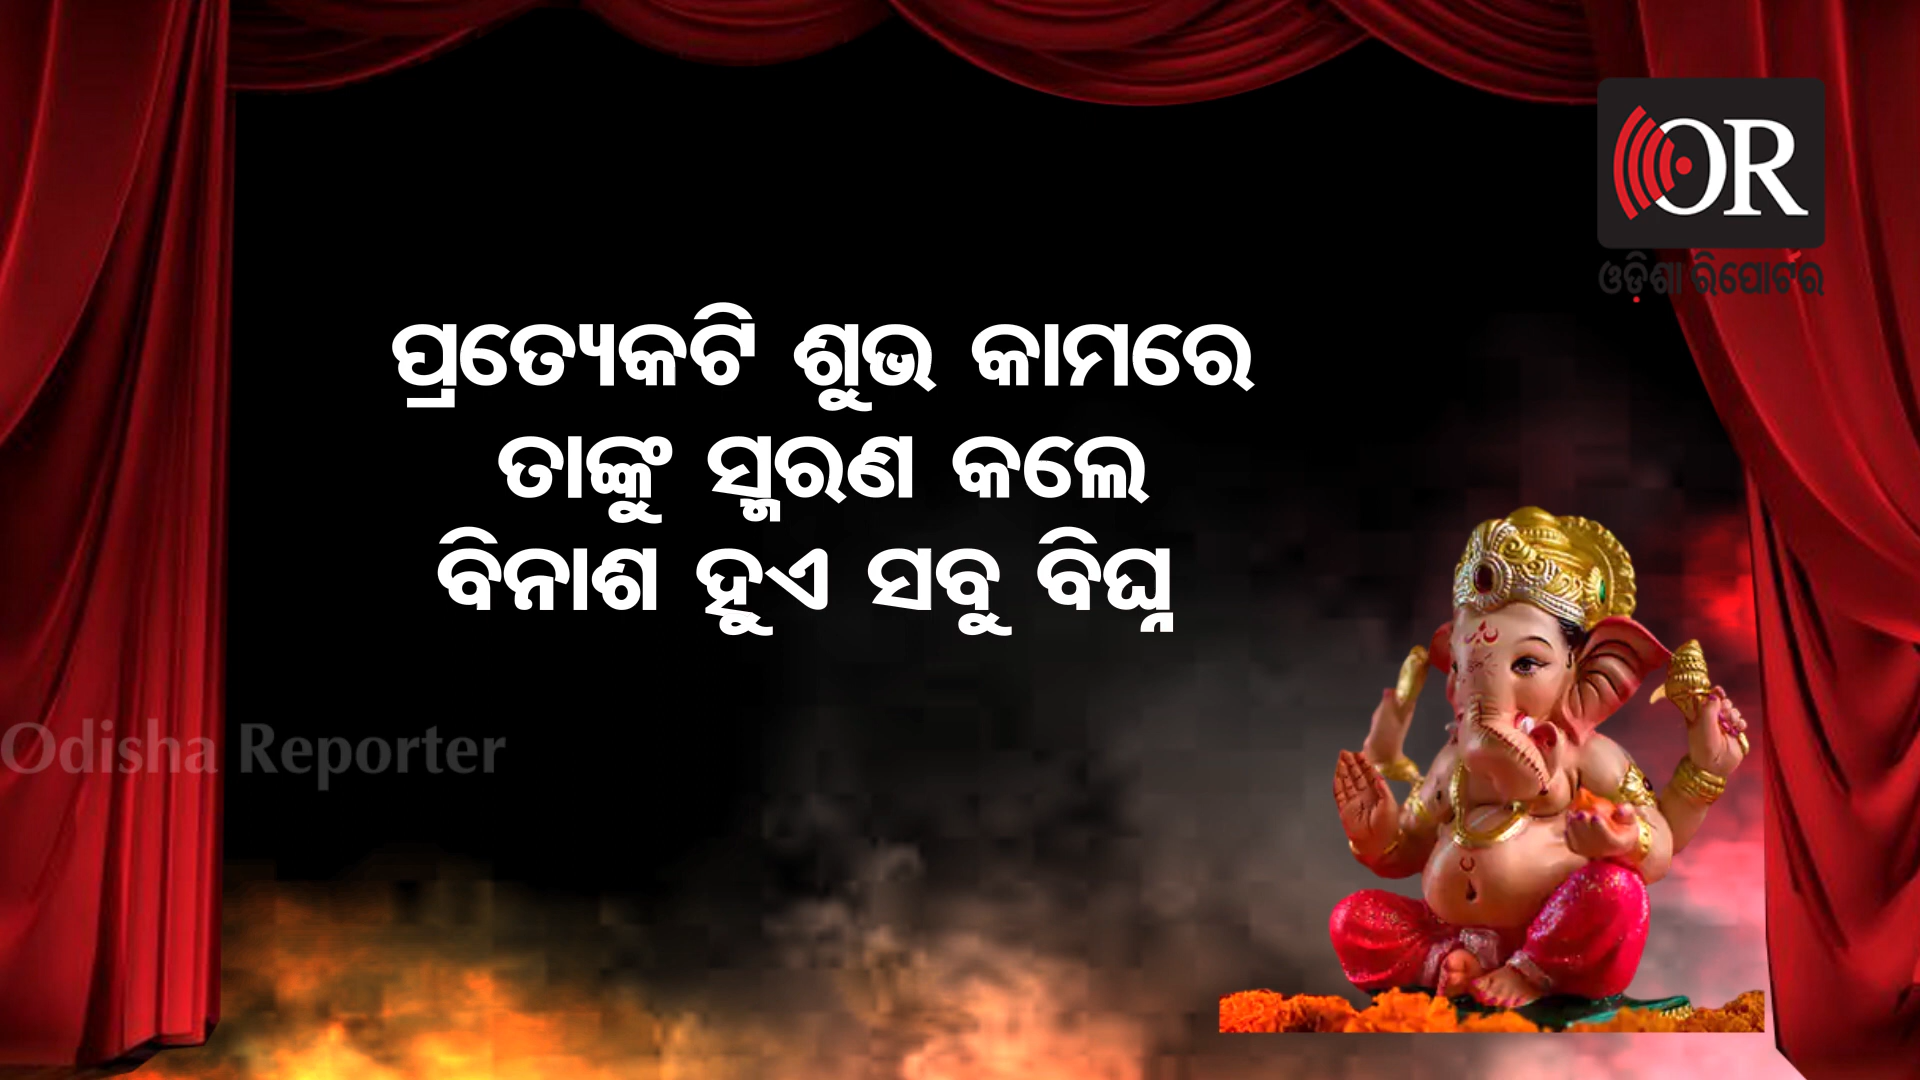 OR
ଓଡ଼ିଶା ରିପୋର୍ଟର
ପ୍ରତ୍ୟେକଟି ଶୁଭ କାମରେ
ତାଙ୍କୁ ସ୍ମରଣ କଲେ
ବିନାଶ ହୁଏ ସବୁ ବିଘ୍ନ
Odisha Reporter